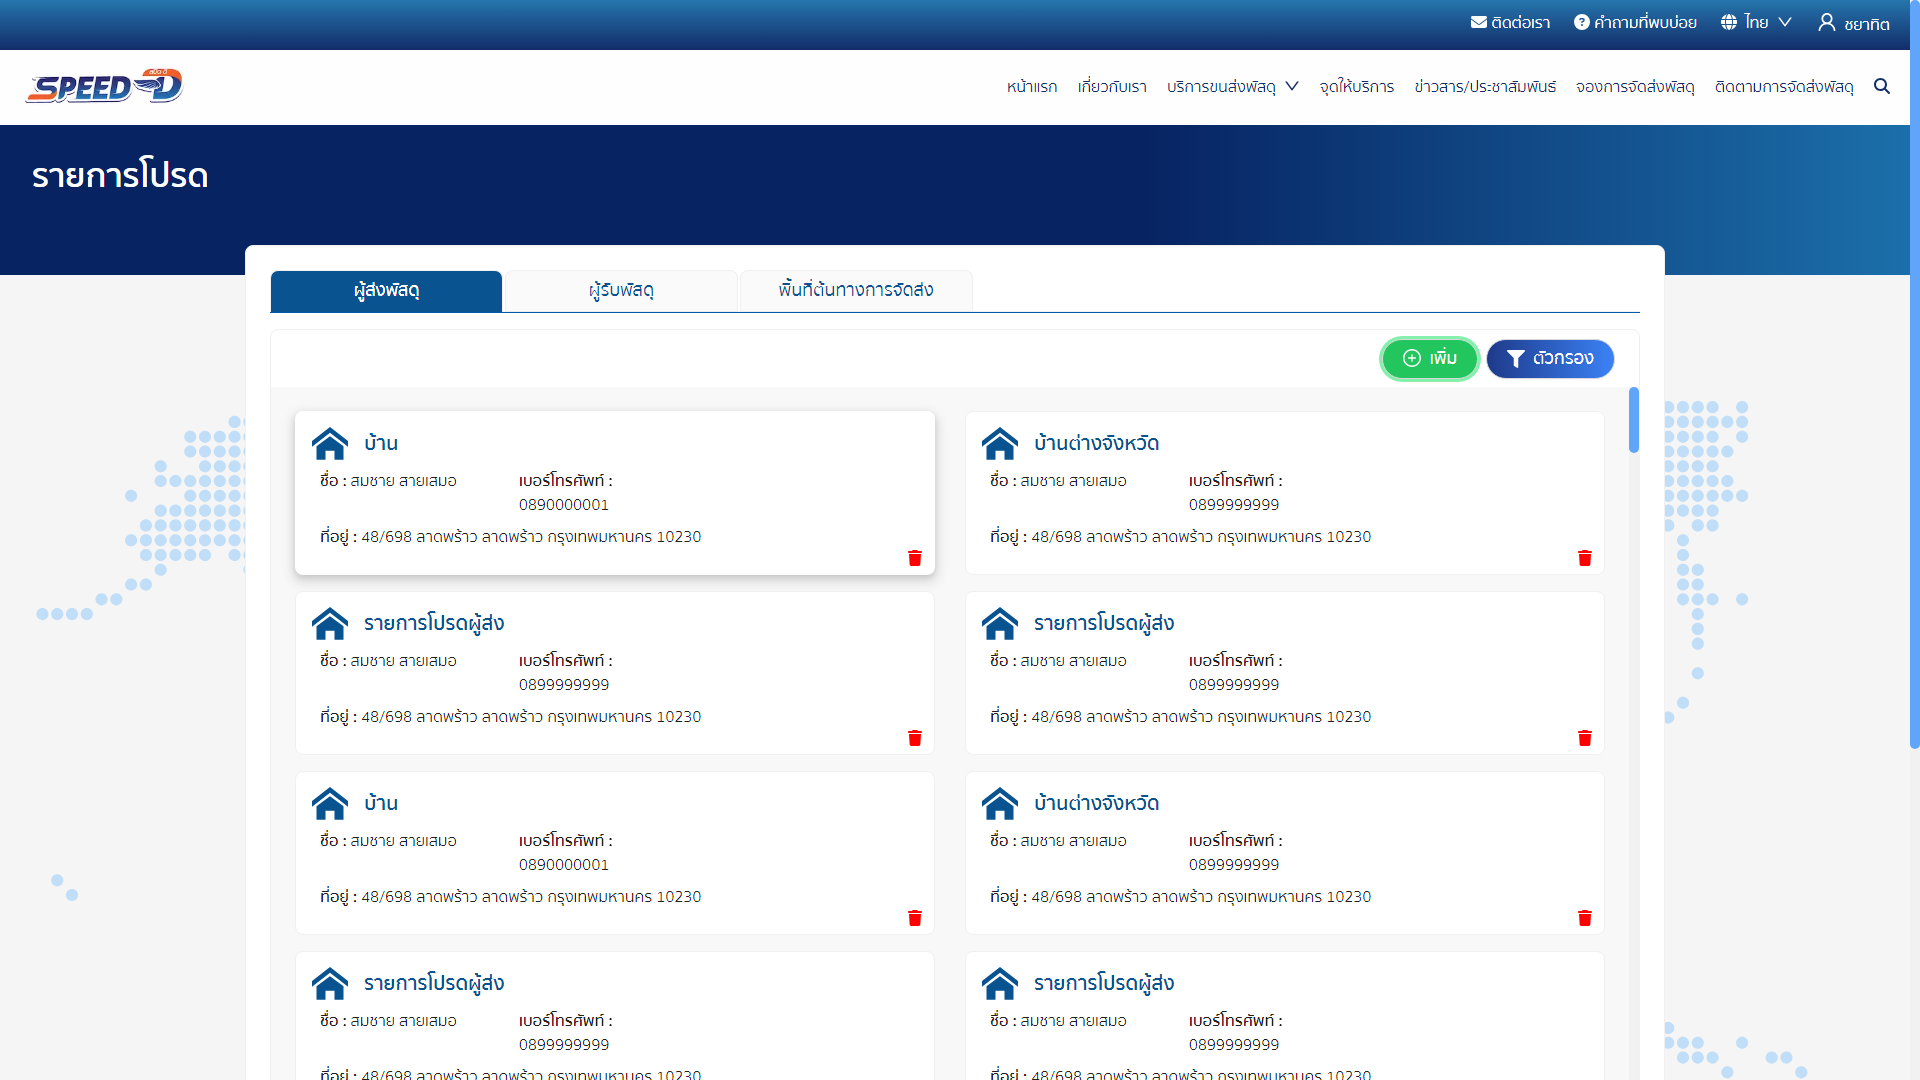 ติดต่อเรา คำถามที่พบบ่อย ไทย ชยาทิต
SPEED-D สปีด-ดี
หน้าแรก เกี่ยวกับเรา บริการขนส่งพัสดุ จุดให้บริการ ข่าวสาร/ประชาสัมพันธ์ จองการจัดส่งพัสดุ ติดตามการจัดส่งพัสดุ
รายการโปรด
ผู้ส่งพัสดุ ผู้รับพัสดุ พื้นที่ต้นทางการจัดส่ง
เพิ่ม ตัวกรอง
บ้าน
ชื่อ : สมชาย สายเสมอ เบอร์โทรศัพท์ :
0890000001
ที่อยู่ : 48/698 ลาดพร้าว ลาดพร้าว กรุงเทพมหานคร 10230
บ้านต่างจังหวัด
ชื่อ : สมชาย สายเสมอ เบอร์โทรศัพท์ :
0899999999
ที่อยู่ : 48/698 ลาดพร้าว ลาดพร้าว กรุงเทพมหานคร 10230
รายการโปรดผู้ส่ง
ชื่อ : สมชาย สายเสมอ เบอร์โทรศัพท์ :
0899999999
ที่อยู่ : 48/698 ลาดพร้าว ลาดพร้าว กรุงเทพมหานคร 10230
รายการโปรดผู้ส่ง
ชื่อ : สมชาย สายเสมอ เบอร์โทรศัพท์ :
0899999999
ที่อยู่ : 48/698 ลาดพร้าว ลาดพร้าว กรุงเทพมหานคร 10230
บ้าน
ชื่อ : สมชาย สายเสมอ เบอร์โทรศัพท์ :
0890000001
ที่อยู่ : 48/698 ลาดพร้าว ลาดพร้าว กรุงเทพมหานคร 10230
บ้านต่างจังหวัด
ชื่อ : สมชาย สายเสมอ เบอร์โทรศัพท์ :
0899999999
ที่อยู่ : 48/698 ลาดพร้าว ลาดพร้าว กรุงเทพมหานคร 10230
รายการโปรดผู้ส่ง
ชื่อ : สมชาย สายเสมอ เบอร์โทรศัพท์ :
0899999999
ที่อยู่ : 48/698 ลาดพร้าว ลาดพร้าว กรุงเทพมหานคร 10230
รายการโปรดผู้ส่ง
ชื่อ : สมชาย สายเสมอ เบอร์โทรศัพท์ :
0899999999
ที่อยู่ : 48/698 ลาดพร้าว ลาดพร้าว กรุงเทพมหานคร 10230